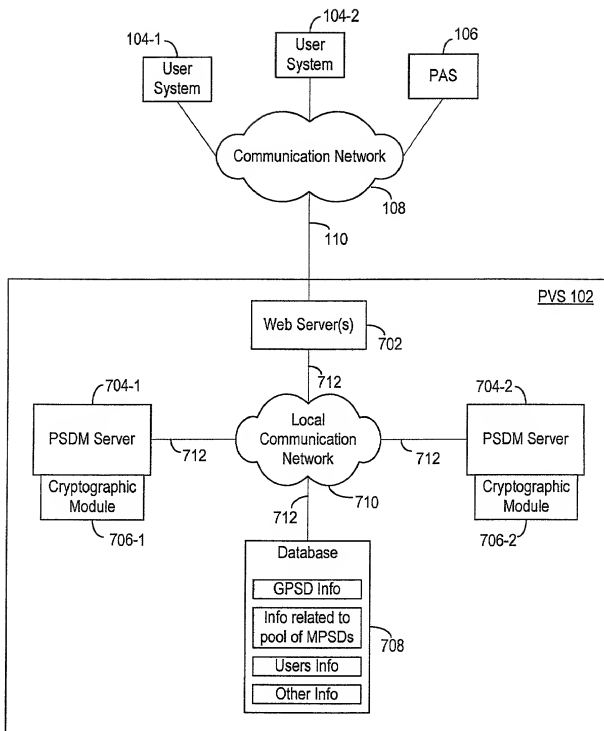 104-1
104-2
106
User
System
User
System
PAS
Communication Network
108
110
PVS 102
Web Server(s)
702
712
704-1
704-2
PSDM Server
Local
Communication
Network
PSDM Server
712
712
Cryptographic
Module
710
Cryptographic
Module
712
706-1
706-2
Database
GPSD Info
Info related to
pool of MPSDs
708
Users Info
Other Info